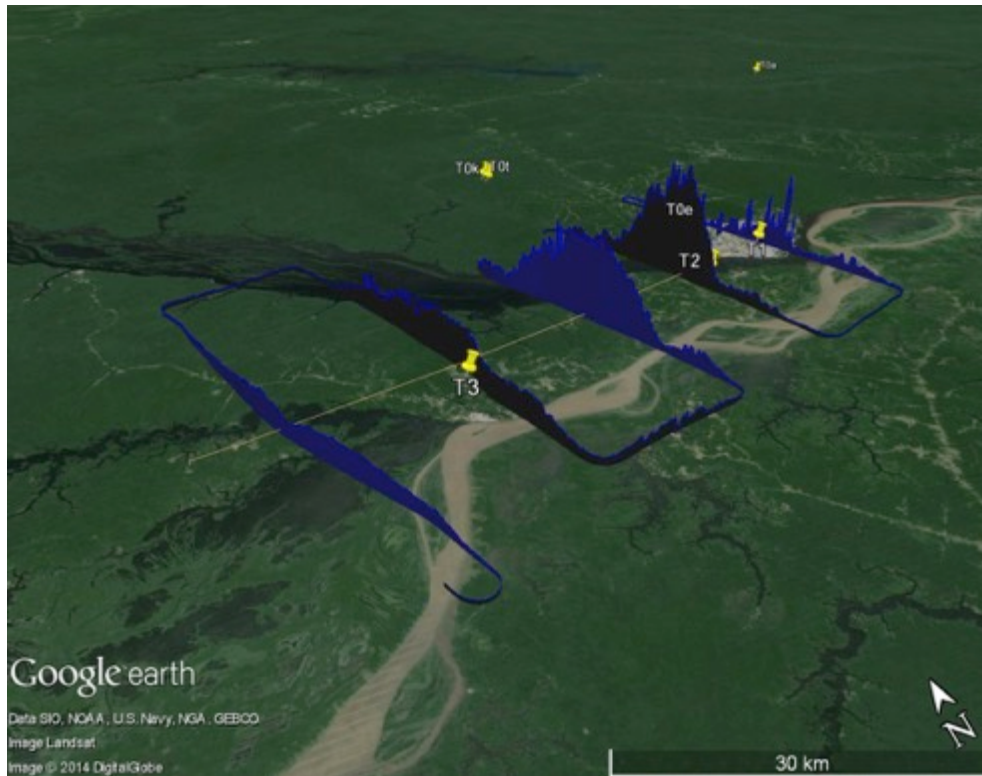 T0a
T0k T0t
T0e
T1
T2
T3
Google earth
Data SIO, NOAA, U.S. Navy, NGA, GEBCO
Image Landsat
Image © 2014 DigitalGlobe
N
30 km